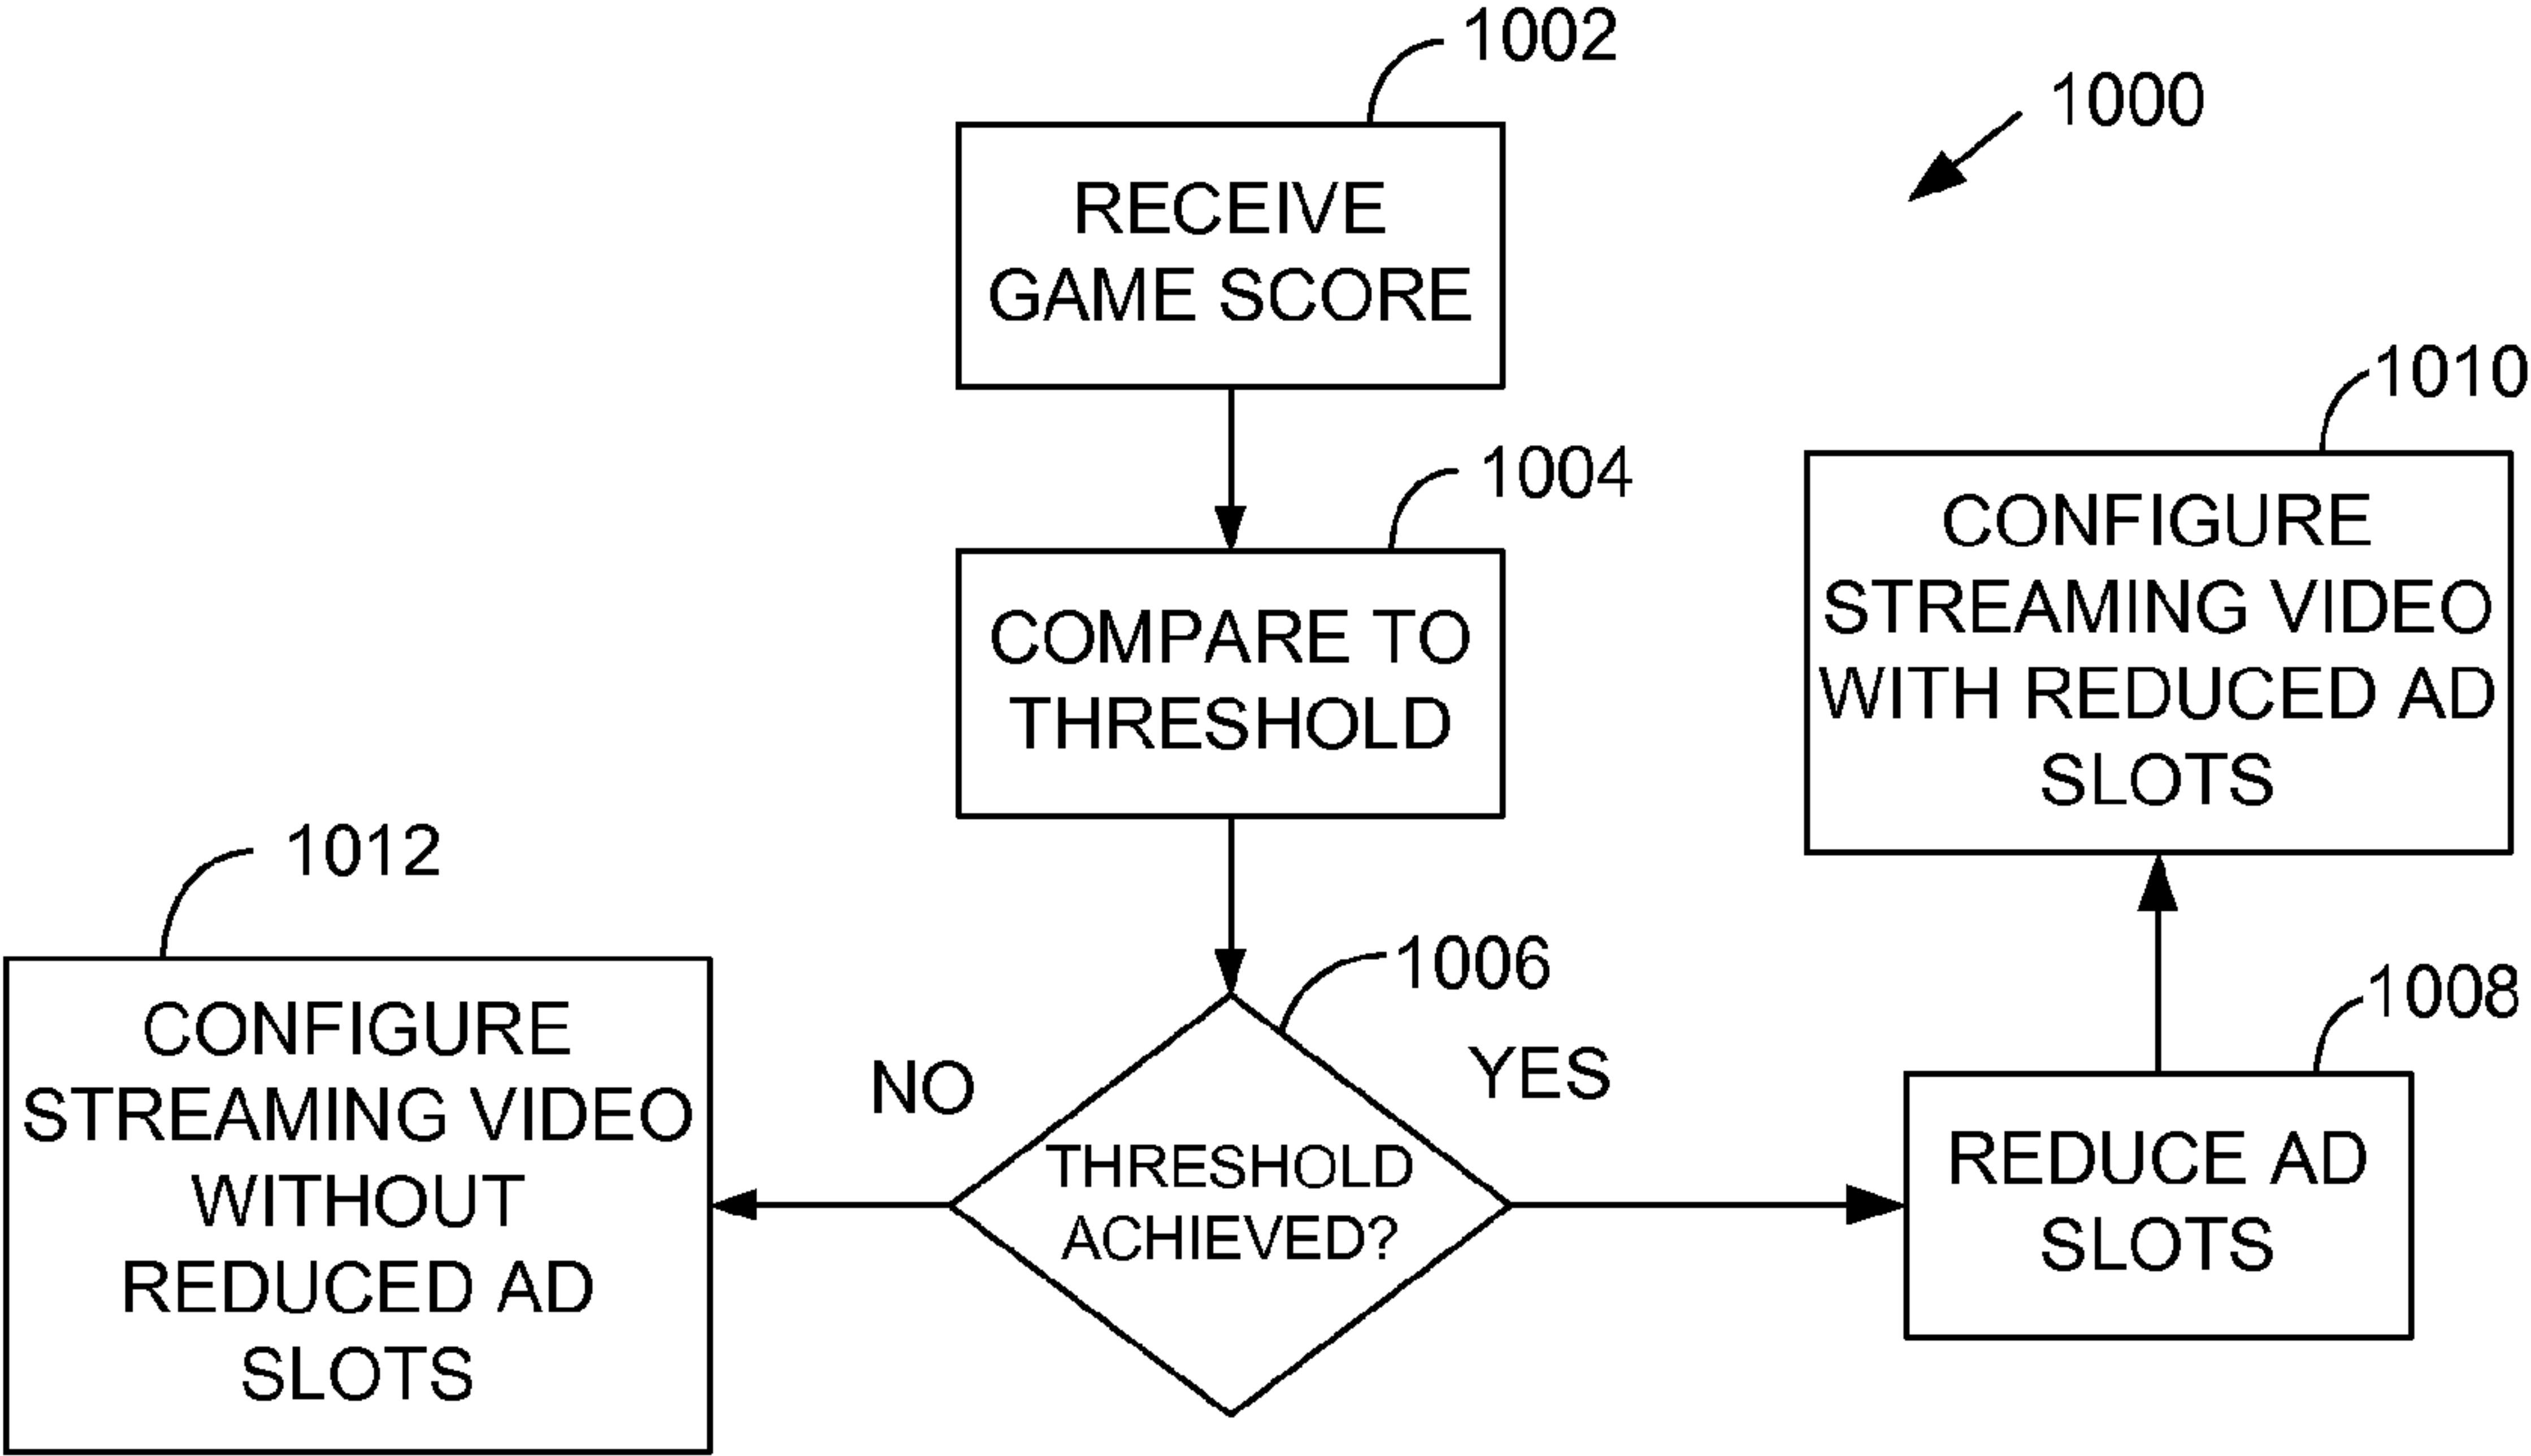 1002
1000
RECEIVE
GAME SCORE
1010
1004
CONFIGURE
STREAMING VIDEO
WITH REDUCED AD
SLOTS
COMPARE TO
THRESHOLD
1012
1006
1008
CONFIGURE
STREAMING VIDEO
WITHOUT
REDUCED AD
SLOTS
NO
YES
THRESHOLD
ACHIEVED?
REDUCE AD
SLOTS